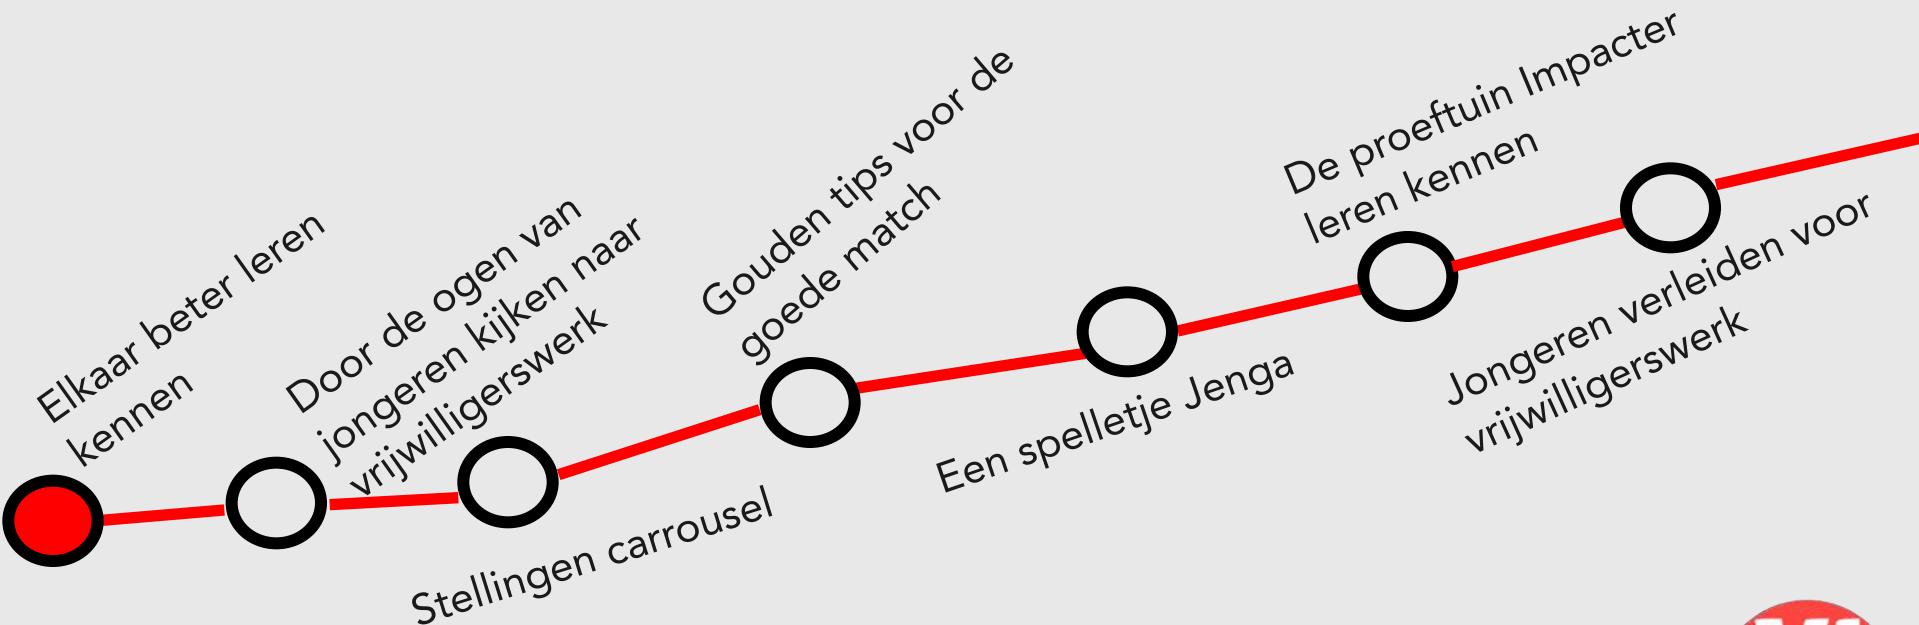 Elkaar beter leren
kennen
Door de ogen van
jongeren kijken naar
vrijwilligerswerk
Stellingen carrousel
Gouden tips voor de
goede match
Een spelletje Jenga
De proeftuin Impacter
leren kennen
Jongeren verleiden voor
vrijwilligerswerk